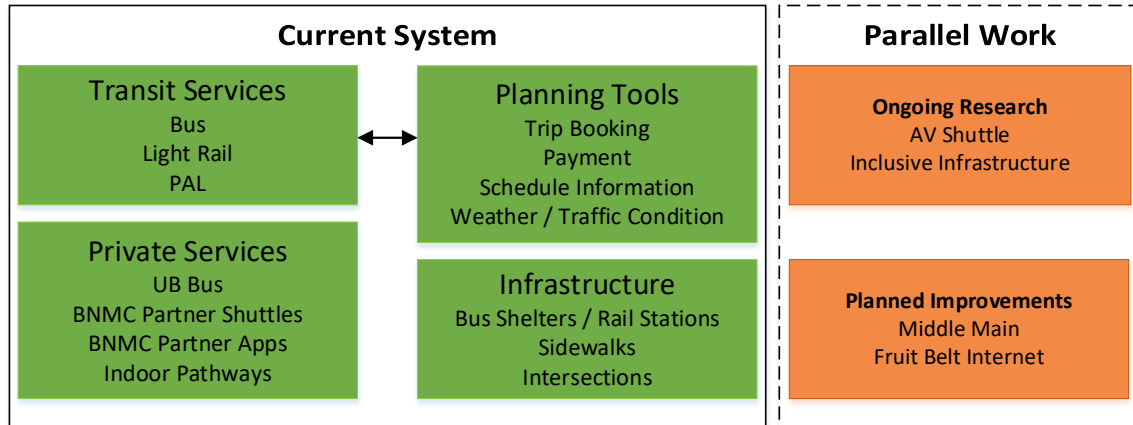 Current System
Transit Services
Bus
Light Rail
PAL
Planning Tools
Trip Booking
Payment
Schedule Information
Weather / Traffic Condition
Private Services
UB Bus
BNMC Partner Shuttles
BNMC Partner Apps
Indoor Pathways
Infrastructure
Bus Shelters / Rail Stations
Sidewalks
Intersections
Parallel Work
Ongoing Research
AV Shuttle
Inclusive Infrastructure
Planned Improvements
Middle Main
Fruit Belt Internet